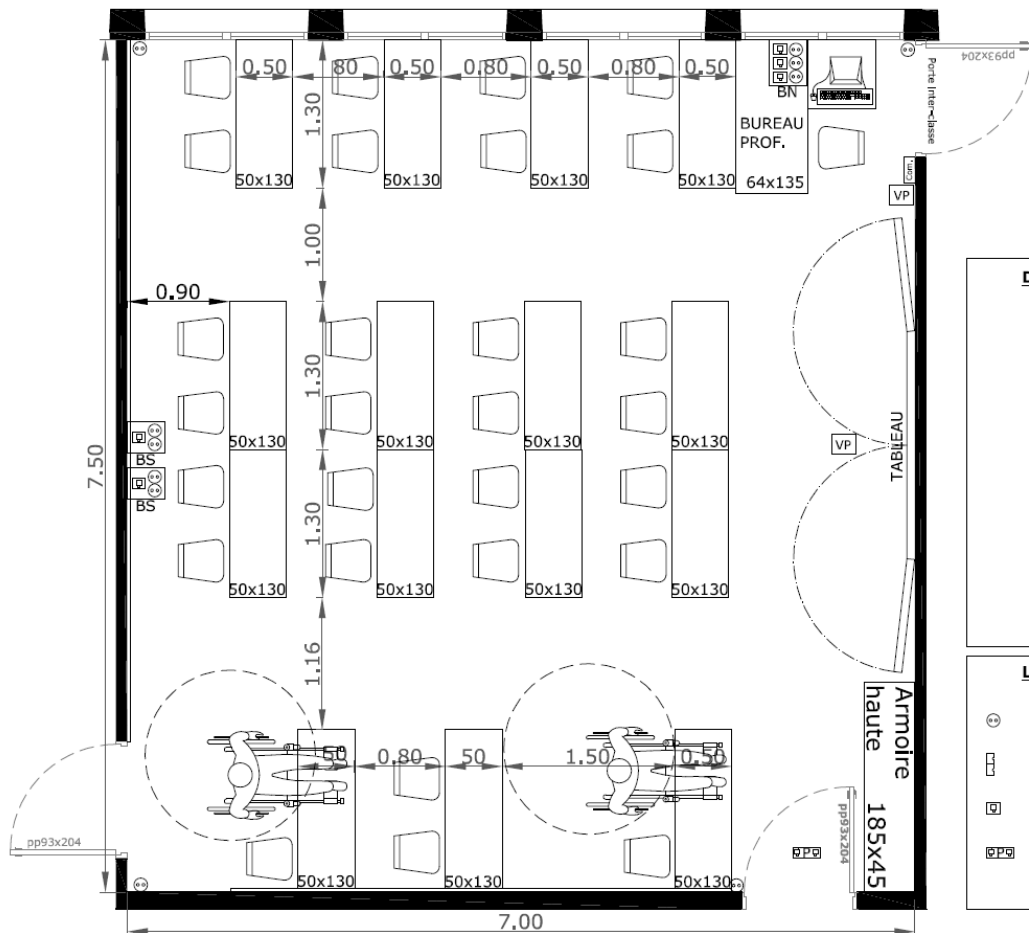 pp93x204
Porte Inter-classe
0.50
80
0.50
0.80
0.50
0.80
0.50
BN
1.30
BUREAU
PROF.
64x135
50x130
50x130
50x130
50x130
Com.
VP
1.00
D
0.90
1.30
50x130
50x130
50x130
50x130
TABLEAU
VP
BS
BS
7.50
1.30
50x130
50x130
50x130
50x130
1.16
L
Armoire
haute
185x45
0.80
50
1.50
0.50
pp93x204
pp93x204
P
P
50x130
50x130
50x130
7.00